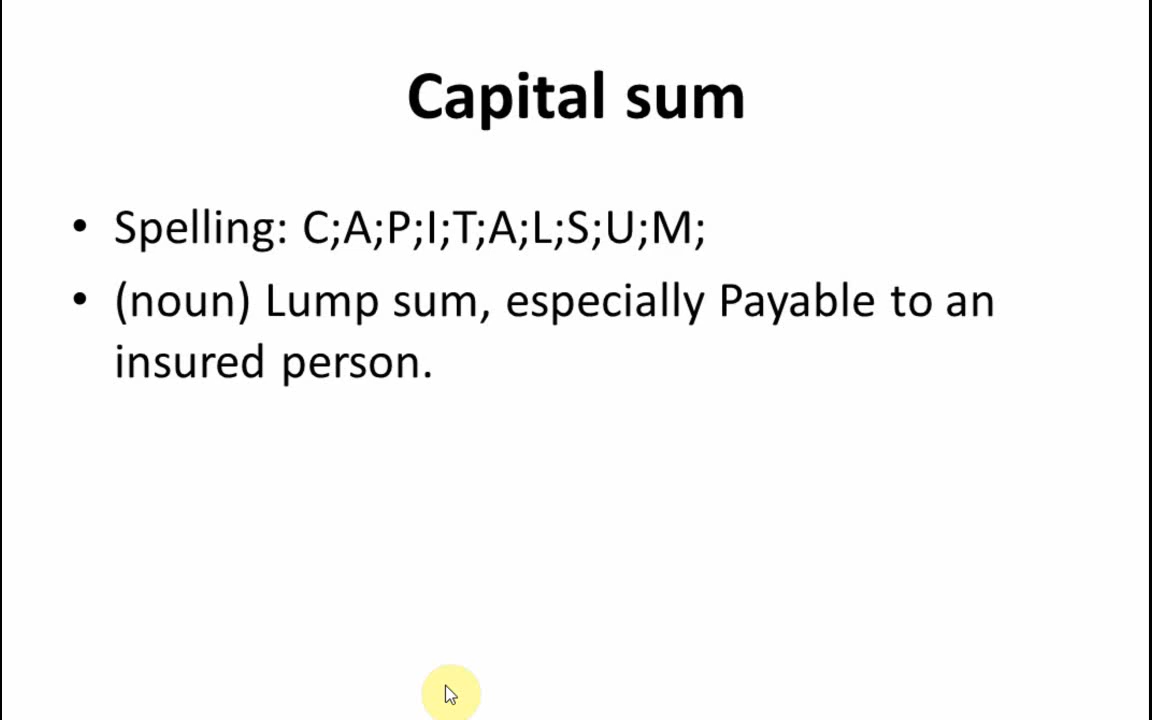 Capital sum
• Spelling: C;A;P;I;T;A;L;S;U;M;
• (noun) Lump sum, especially Payable to an
insured person.